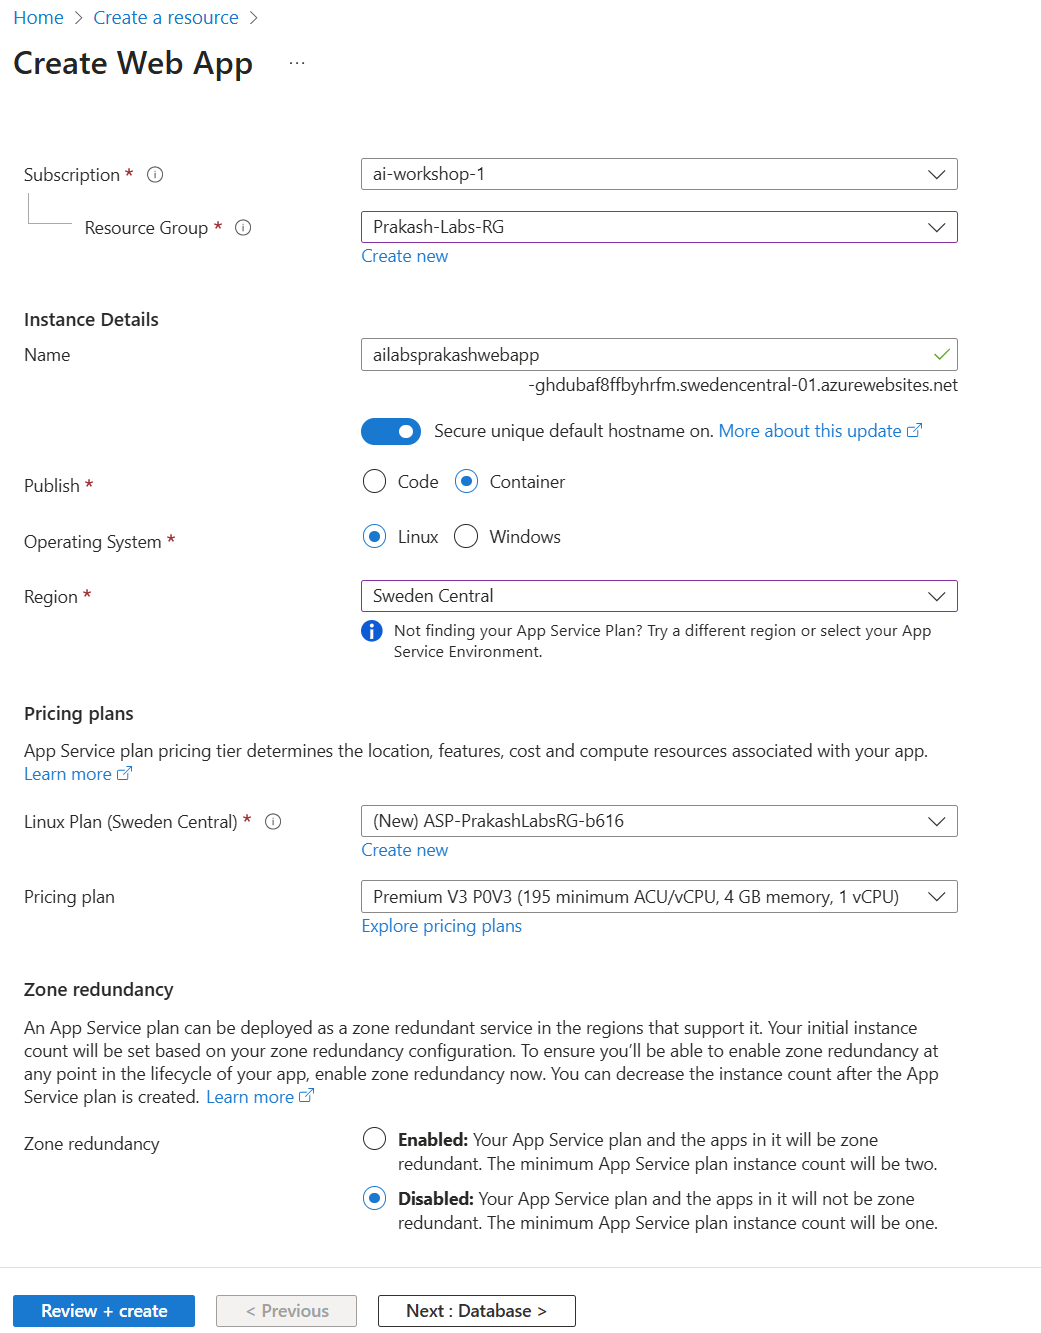 Home > Create a resource >
Create Web App ...
Subscription *
ai-workshop-1
Resource Group *
Prakash-Labs-RG
Create new
Instance Details
Name
ailabsprakashwebapp
-ghdubaf8ffbyhrfm.swedencentral-01.azurewebsites.net
Secure unique default hostname on. More about this update
Publish *
Code
Container
Operating System *
Linux
Windows
Region *
Sweden Central
Not finding your App Service Plan? Try a different region or select your App
Service Environment.
Pricing plans
App Service plan pricing tier determines the location, features, cost and compute resources associated with your app.
Learn more
Linux Plan (Sweden Central) *
(New) ASP-PrakashLabsRG-b616
Create new
Pricing plan
Premium V3 P0V3 (195 minimum ACU/vCPU, 4 GB memory, 1 vCPU)
Explore pricing plans
Zone redundancy
An App Service plan can be deployed as a zone redundant service in the regions that support it. Your initial instance
count will be set based on your zone redundancy configuration. To ensure you'll be able to enable zone redundancy at
any point in the lifecycle of your app, enable zone redundancy now. You can decrease the instance count after the App
Service plan is created. Learn more
Zone redundancy
Enabled: Your App Service plan and the apps in it will be zone
redundant. The minimum App Service plan instance count will be two.
Disabled: Your App Service plan and the apps in it will not be zone
redundant. The minimum App Service plan instance count will be one.
Review + create
< Previous
Next : Database >